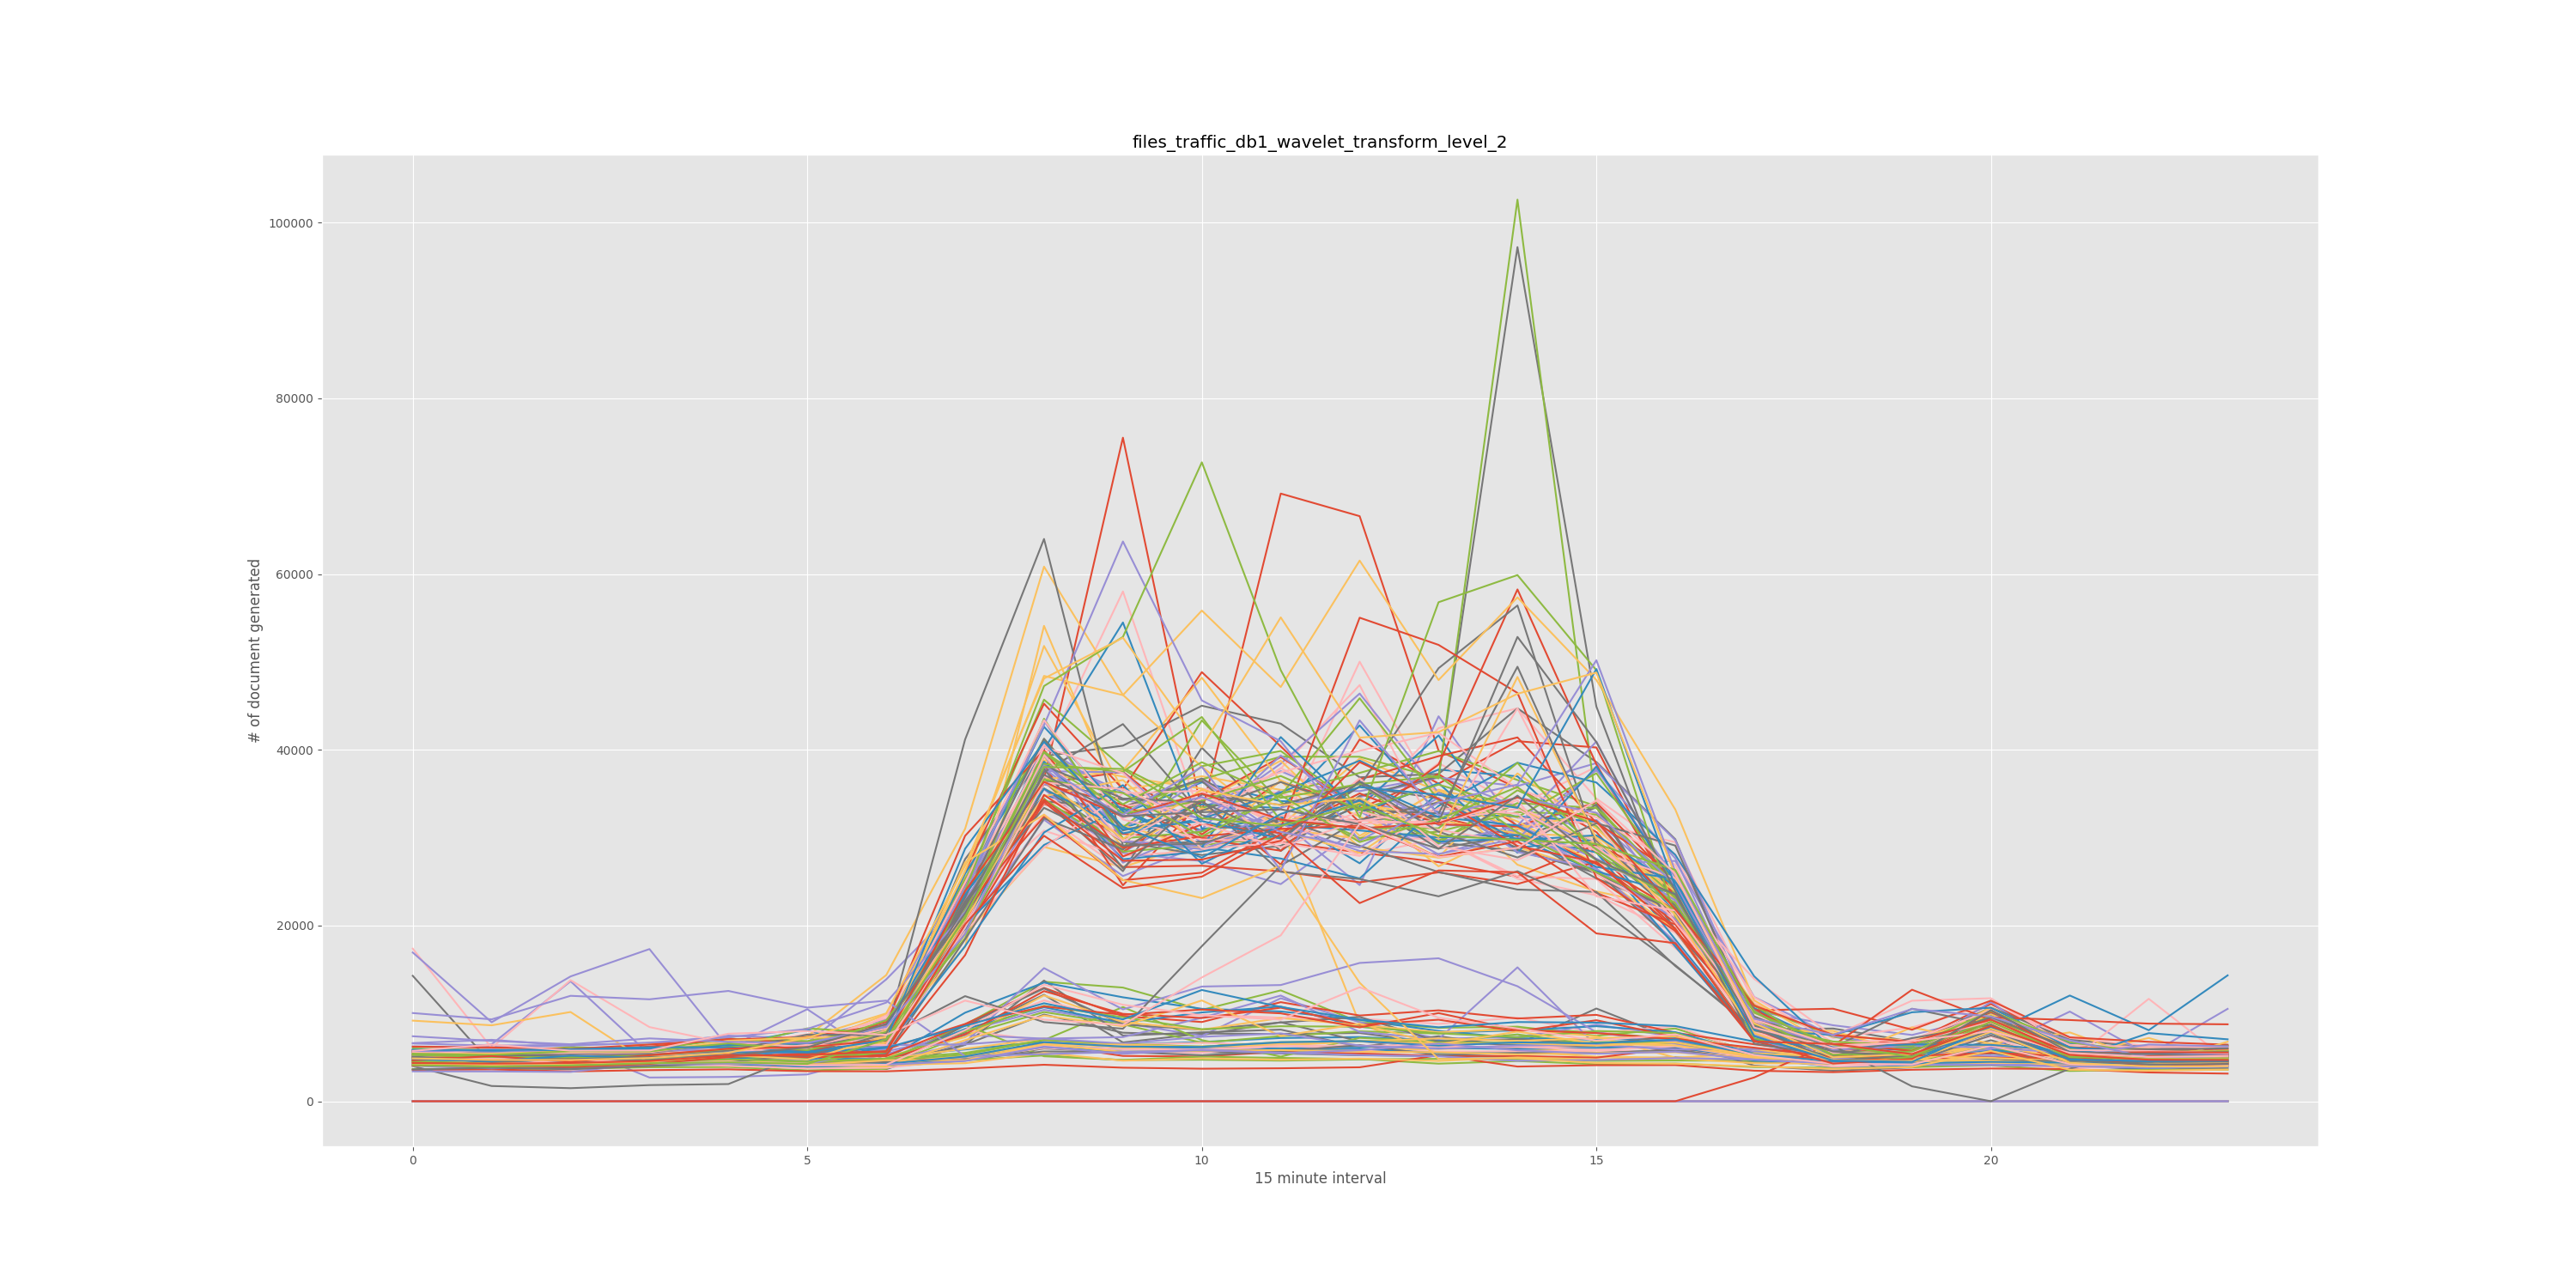 files_traffic_db1_wavelet_transform_level_2
100000
80000
60000
40000
20000
0
# of document generated
0 5 10 15 20
15 minute interval